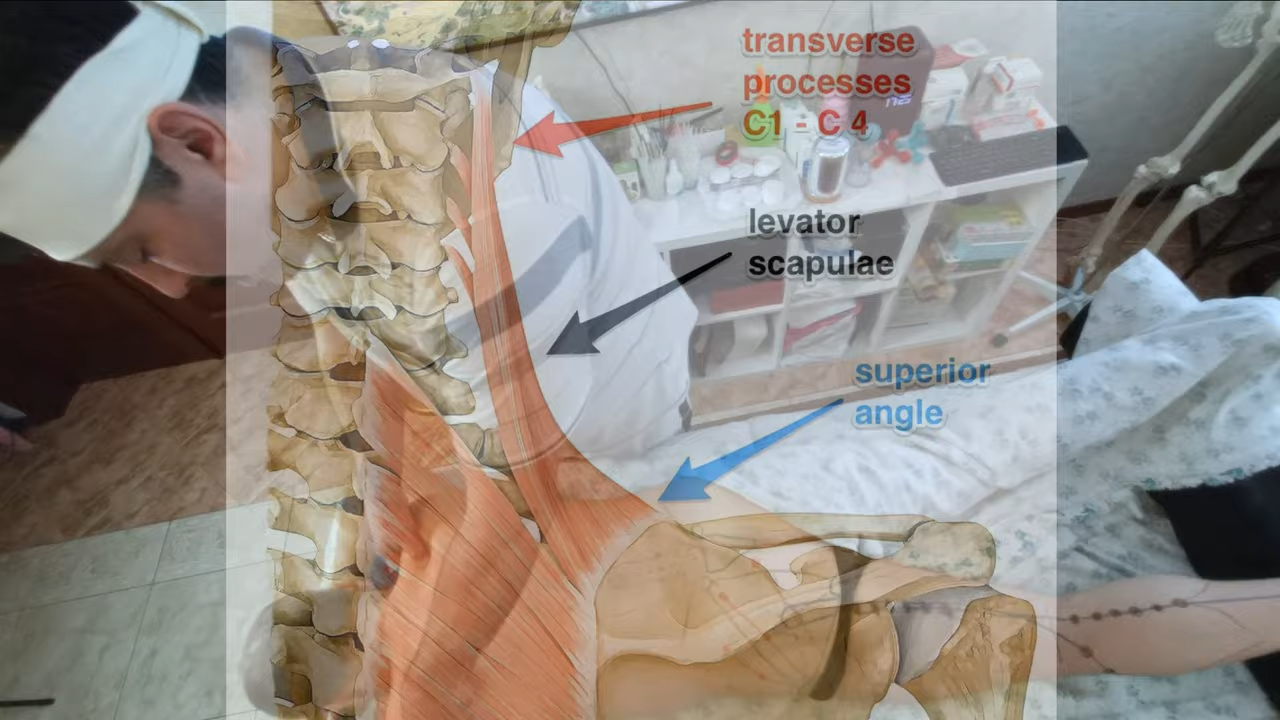 transverse
processes
C1 - C 4
levator
scapulae
superior
angle